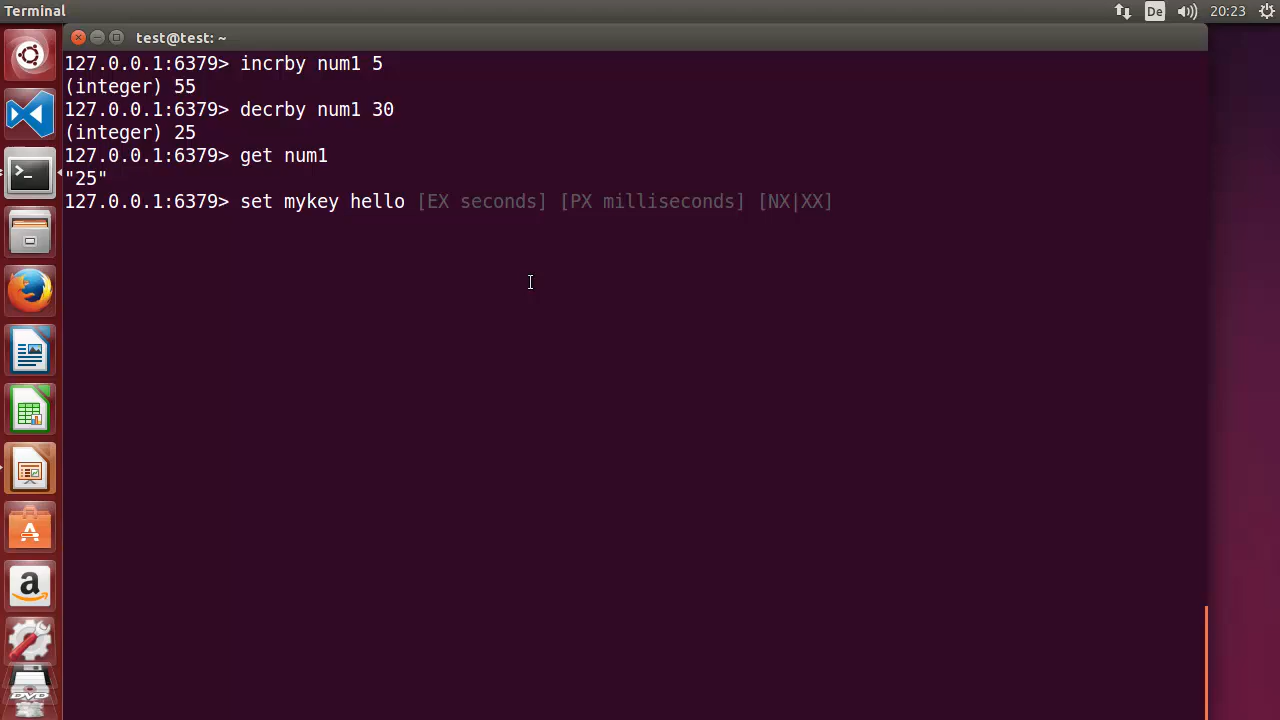 Terminal
De
20:23
test@test: ~
127.0.0.1:6379> incrby num1 5
(integer) 55
127.0.0.1:6379> decrby num1 30
(integer) 25
127.0.0.1:6379> get num1
"25"
127.0.0.1:6379> set mykey hello [EX seconds] [PX milliseconds] [NX|XX]
>_
A
a
DVD